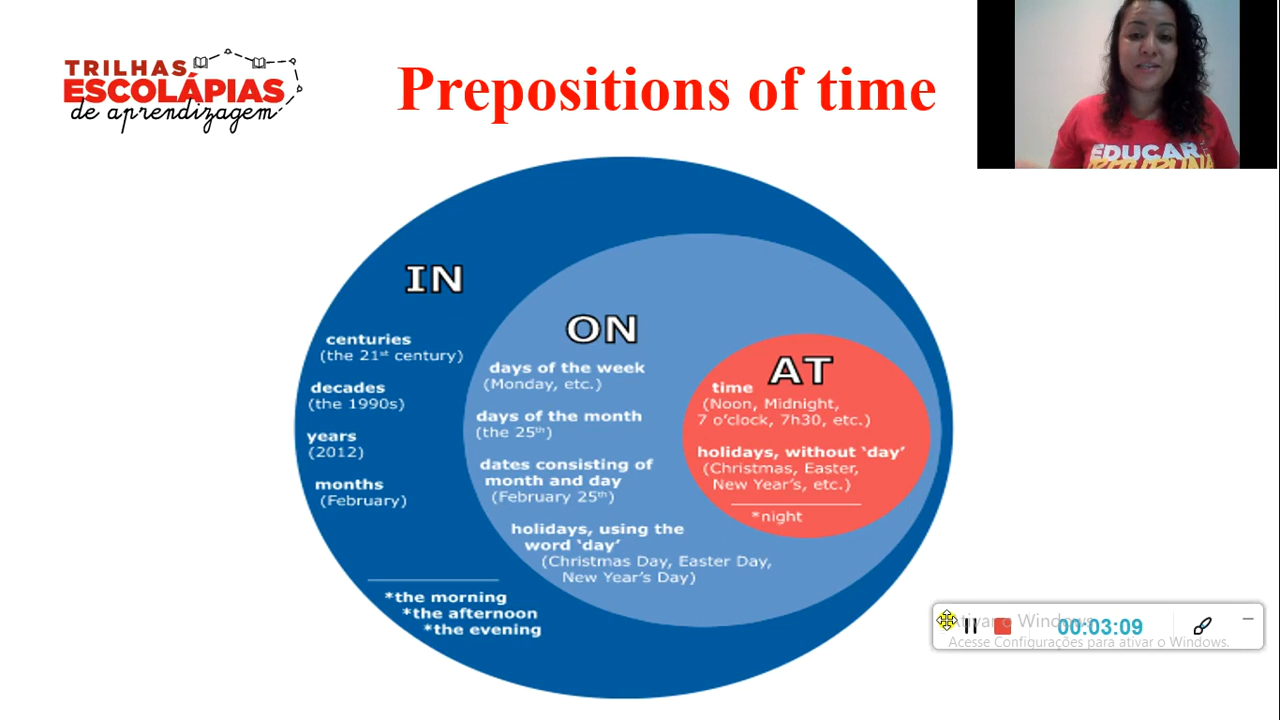 TRILHAS
ESCOLÁPIAS
de aprendizagem
Prepositions of time
EDUCAR
IN
centuries
(the 21st century)
decades
(the 1990s)
years
(2012)
months
(February)
*the morning
*the afternoon
*the evening
ON
days of the week
(Monday, etc.)
days of the month
(the 25th)
dates consisting of
month and day
(February 25th)
holidays, using the
word ‘day’
(Christmas Day, Easter Day,
New Year’s Day)
AT
time
(Noon, Midnight,
7 o’clock, 7h30, etc.)
holidays, without ‘day’
(Christmas, Easter,
New Year’s, etc.)
*night
Ativar o Windows
00:03:09
Acesse Configurações para ativar o Windows.